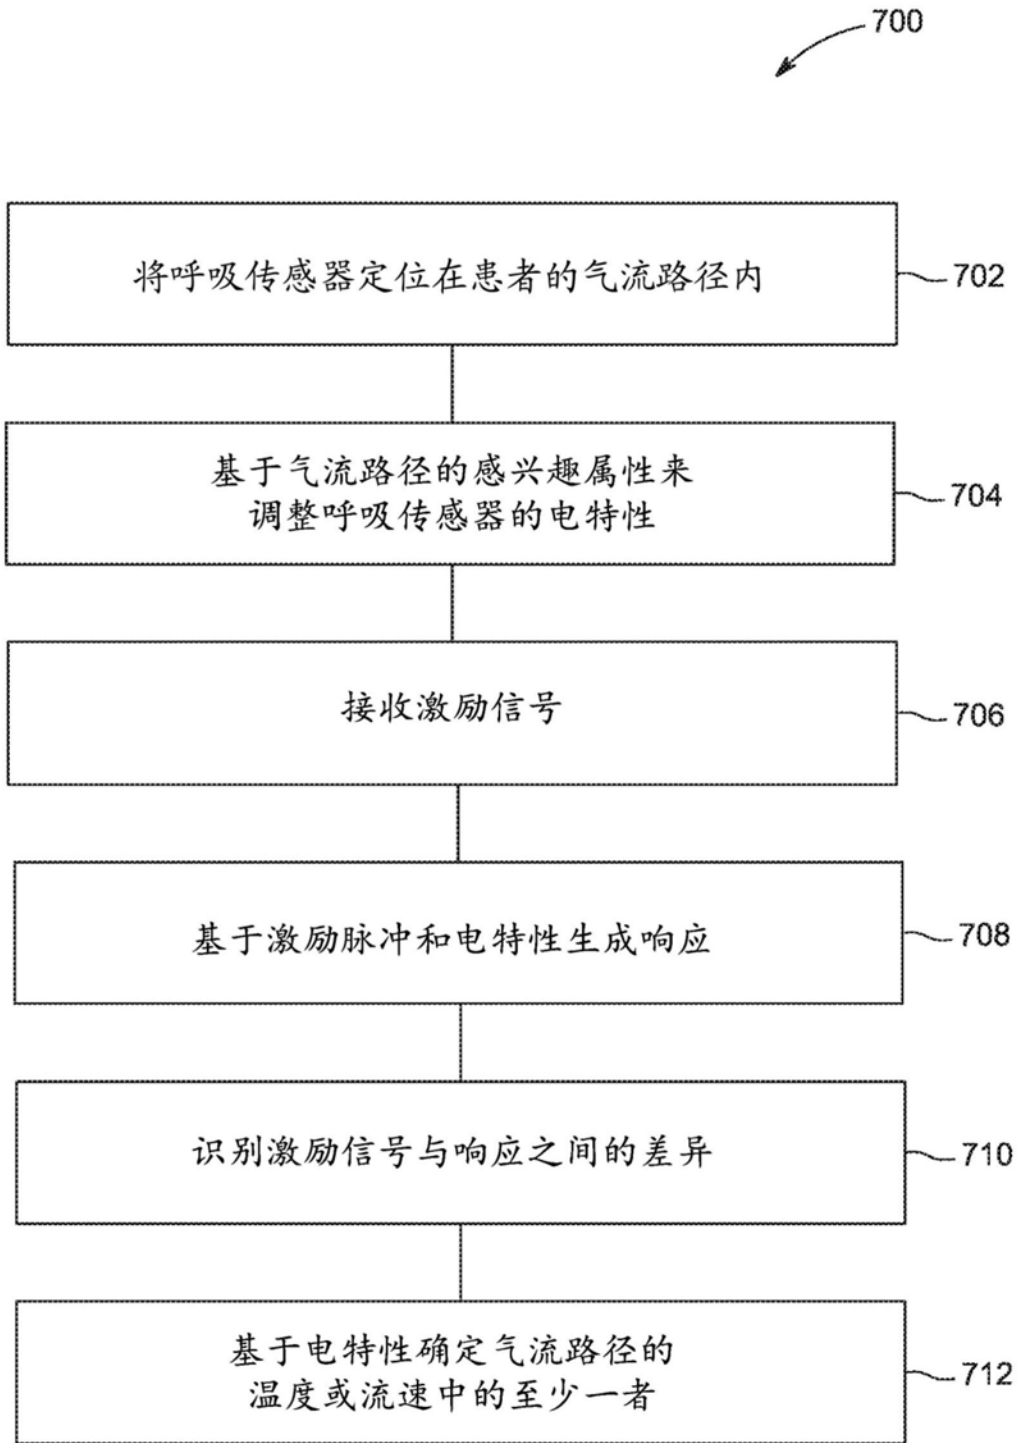 700
将呼吸传感器定位在患者的气流路径内
702
基于气流路径的感兴趣属性来
调整呼吸传感器的电特性
704
接收激励信号
706
基于激励脉冲和电特性生成响应
708
识别激励信号与响应之间的差异
710
基于电特性确定气流路径的
温度或流速中的至少一者
712